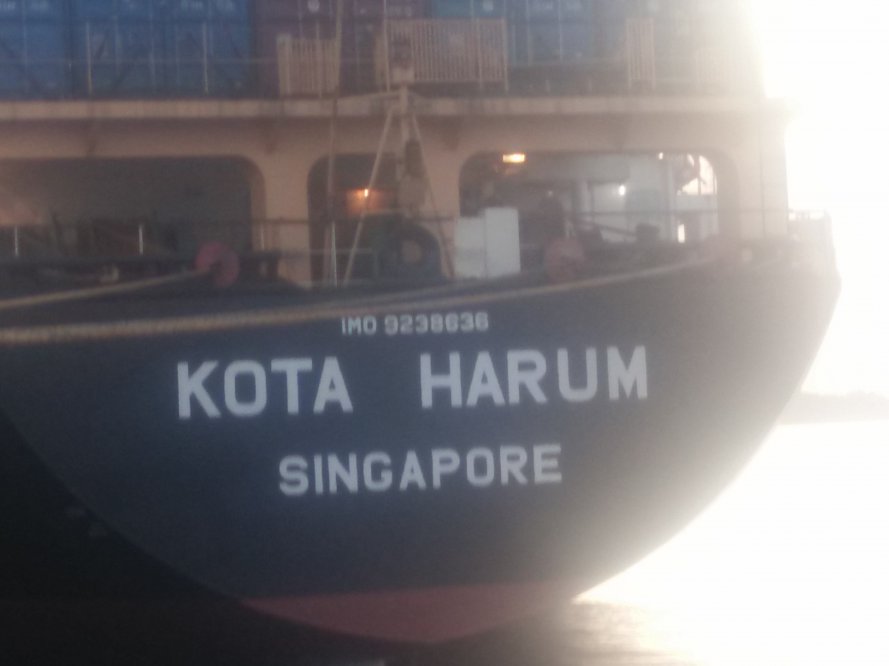 IMO 9238636
KOTA HARUM
SINGAPORE